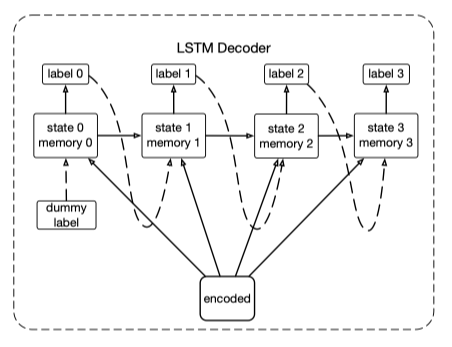 LSTM Decoder
label 0
label 1
label 2
label 3
state 0
memory 0
state 1
memory 1
state 2
memory 2
state 3
memory 3
dummy
label
encoded